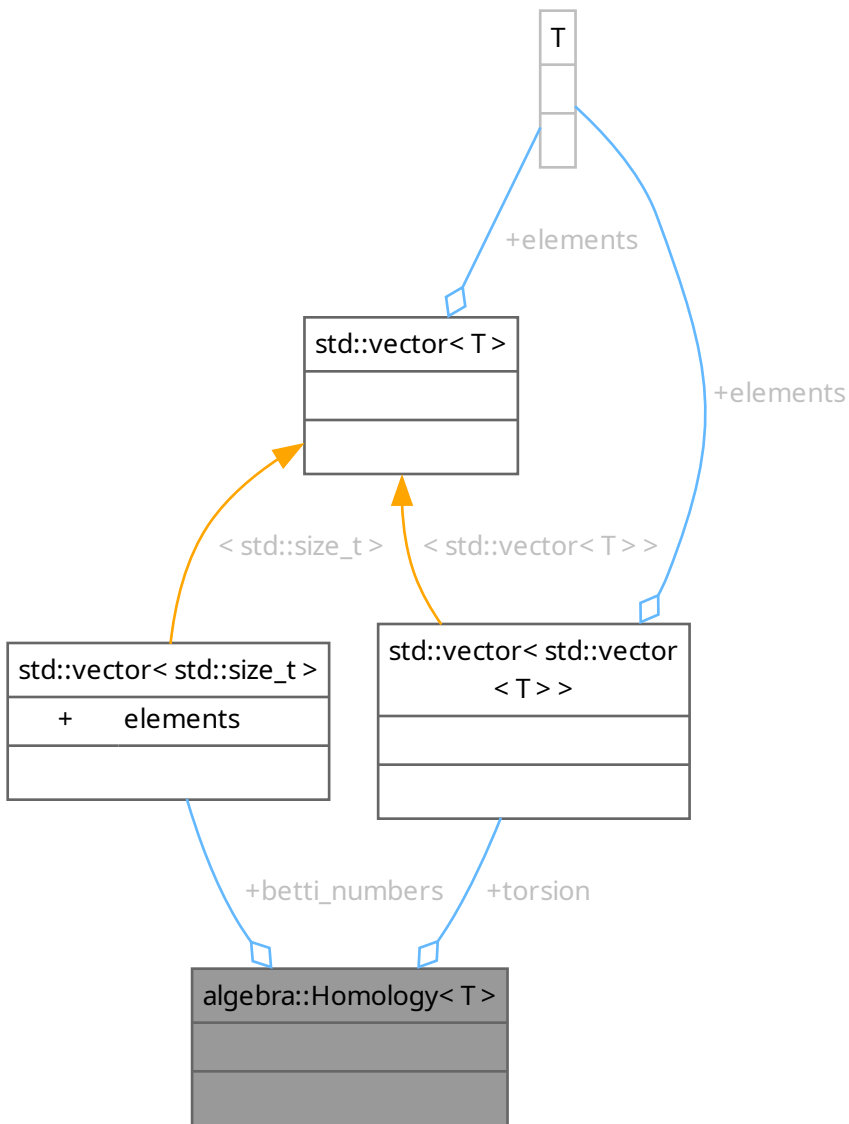 T
+elements
std::vector< T >
+elements
< std::size_t >
< std::vector< T > >
std::vector< std::size_t >
+ elements
std::vector< std::vector
< T > >
+betti_numbers
+torsion
algebra::Homology< T >